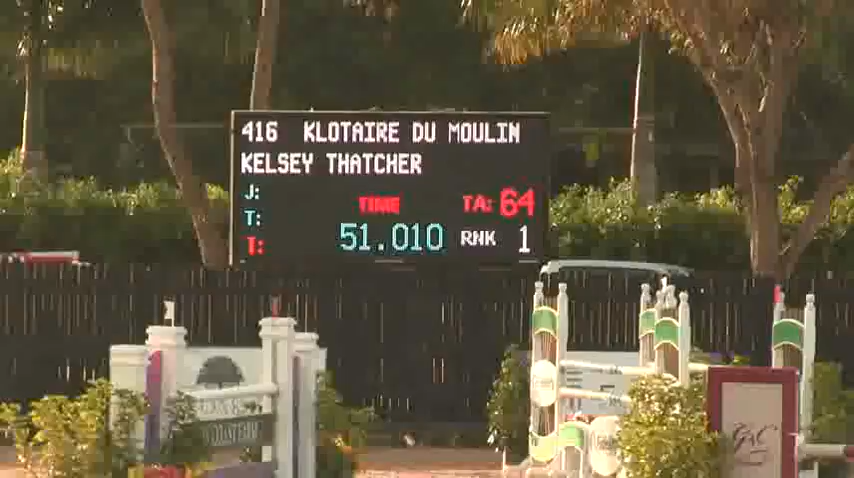 416 KLOTAIRE DU MOULIN
KELSEY THATCHER
J:
TIME TA: 64
T:
51.010 RNK 1
T:
G&C